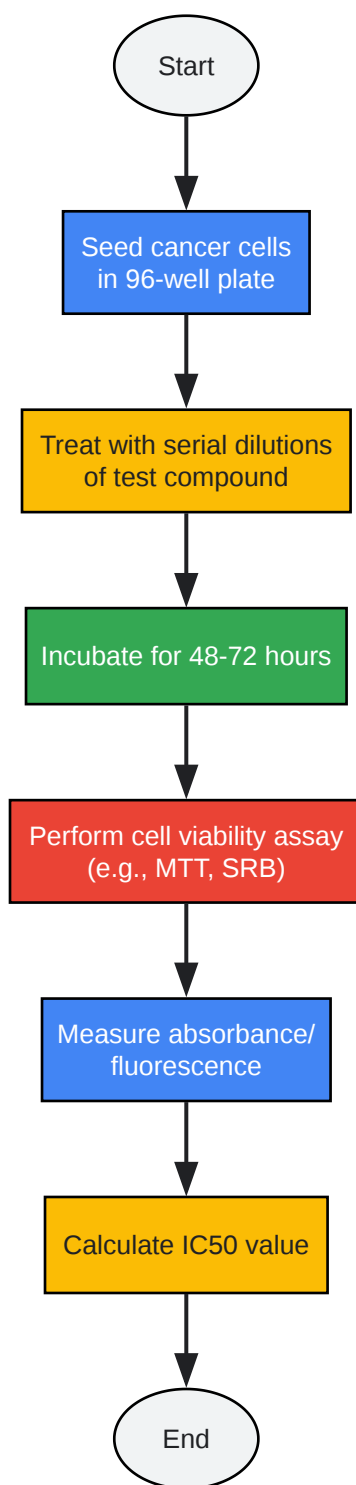 Start
Seed cancer cells
in 96-well plate
Treat with serial dilutions
of test compound
Incubate for 48-72 hours
Perform cell viability assay
(e.g., MTT, SRB)
Measure absorbance/
fluorescence
Calculate IC50 value
End